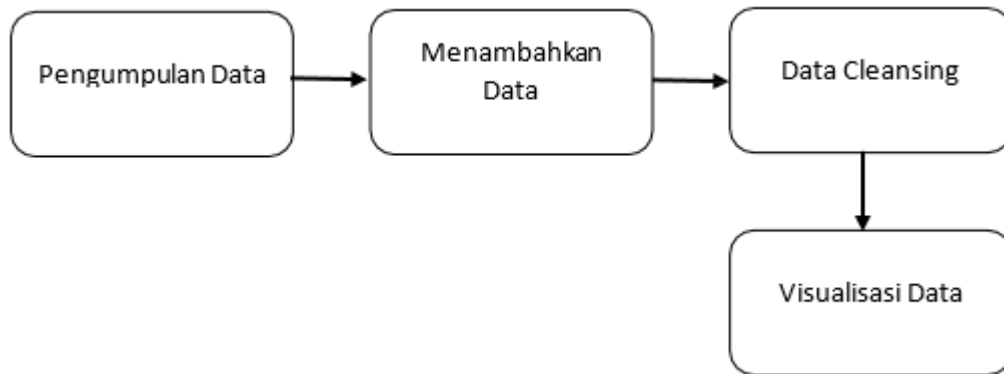 Pengumpulan Data
Menambahkan
Data
Data Cleansing
Visualisasi Data